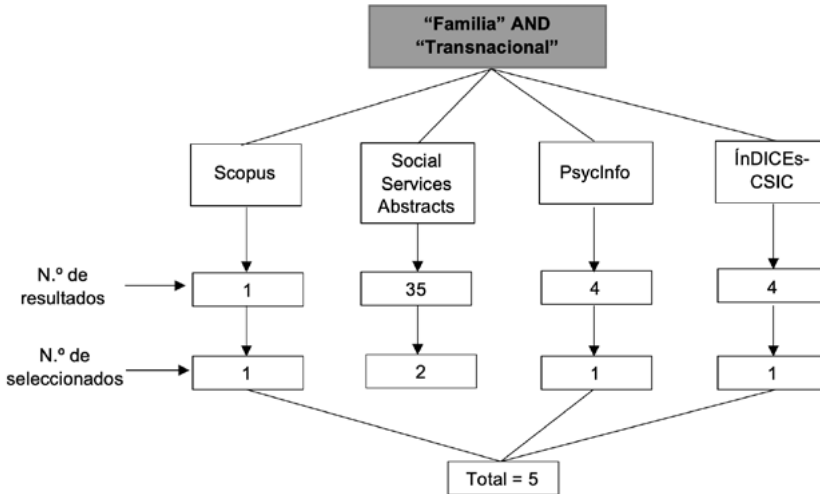 “Familia” AND
“Transnacional”
Scopus
Social
Services
Abstracts
PsycInfo
ÍnDICEs-
CSIC
N.º de
resultados
1
35
4
4
N.º de
seleccionados
1
2
1
1
Total = 5